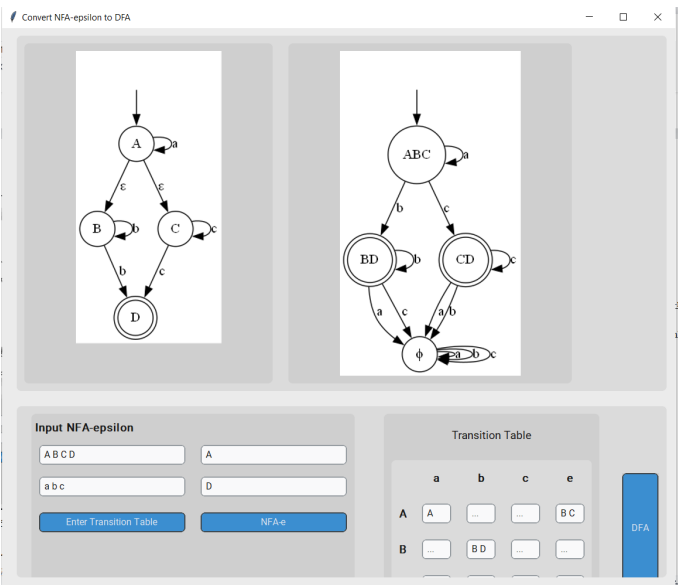 Convert NFA-epsilon to DFA
A
a
ε ε
B
b
C
c
b c
D
ABC
a
b c
BD
b
CD
c
a c a b
ϕ
a b c
Input NFA-epsilon
A B C D
A
a b c
D
Enter Transition Table
NFA-e
Transition Table
a b c e
A A ... ... B C
B ... B D ... ...
DFA